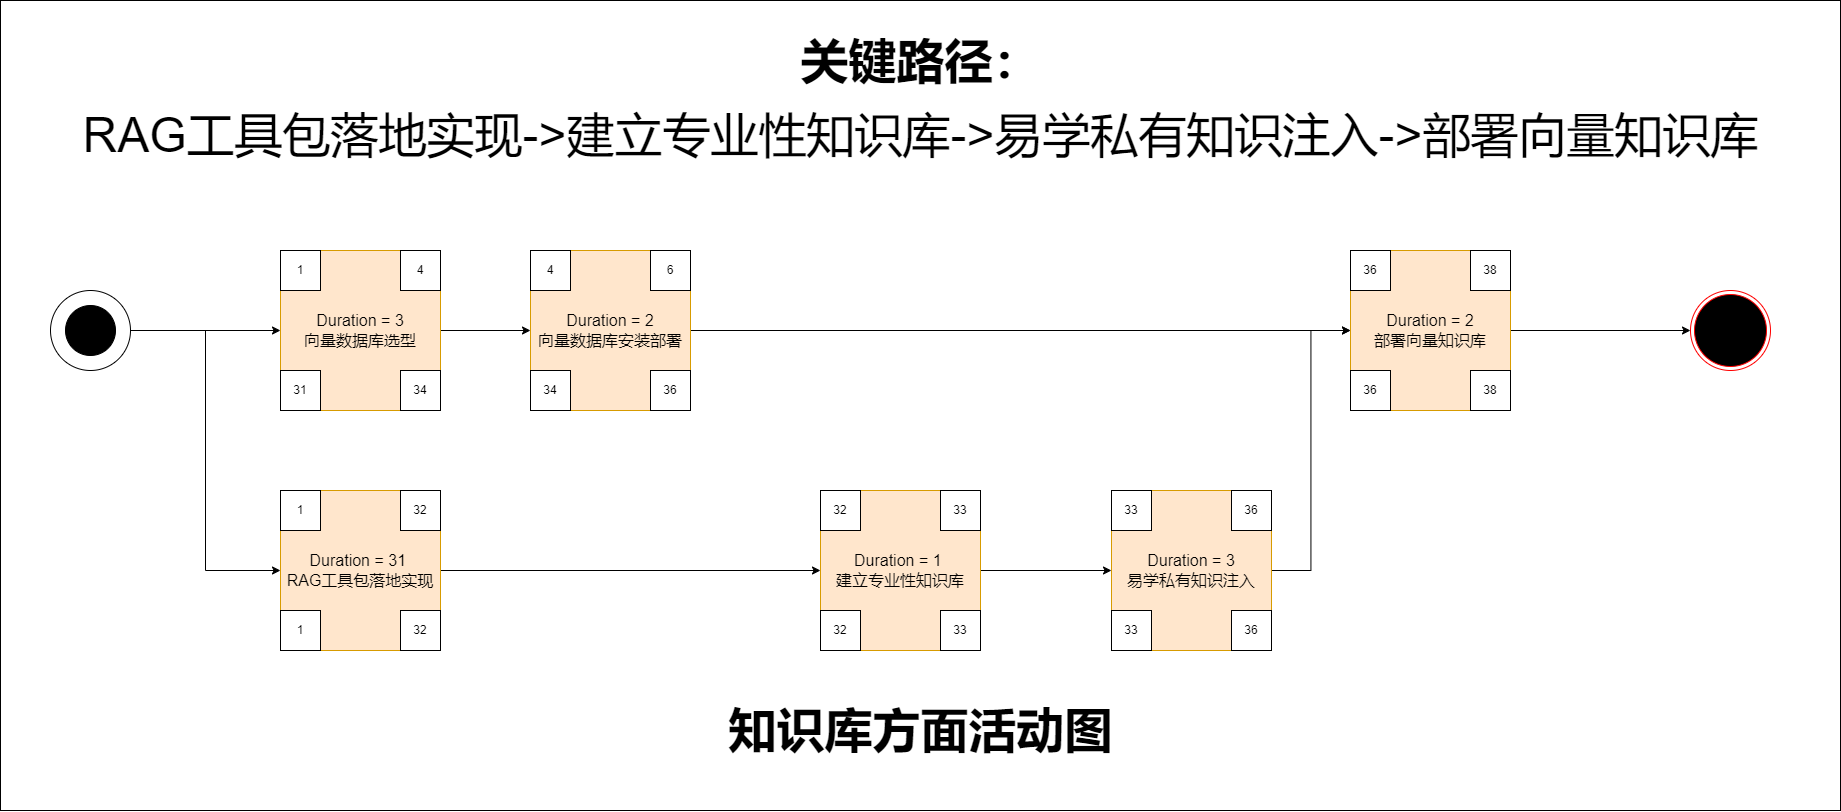 关键路径：
RAG工具包落地实现->建立专业性知识库->易学私有知识注入->部署向量知识库
1
4
Duration = 3
向量数据库选型
31
34
4
6
Duration = 2
向量数据库安装部署
34
36
36
38
Duration = 2
部署向量知识库
36
38
1
32
Duration = 31
RAG工具包落地实现
1
32
32
33
Duration = 1
建立专业性知识库
32
33
33
36
Duration = 3
易学私有知识注入
33
36
知识库方面活动图